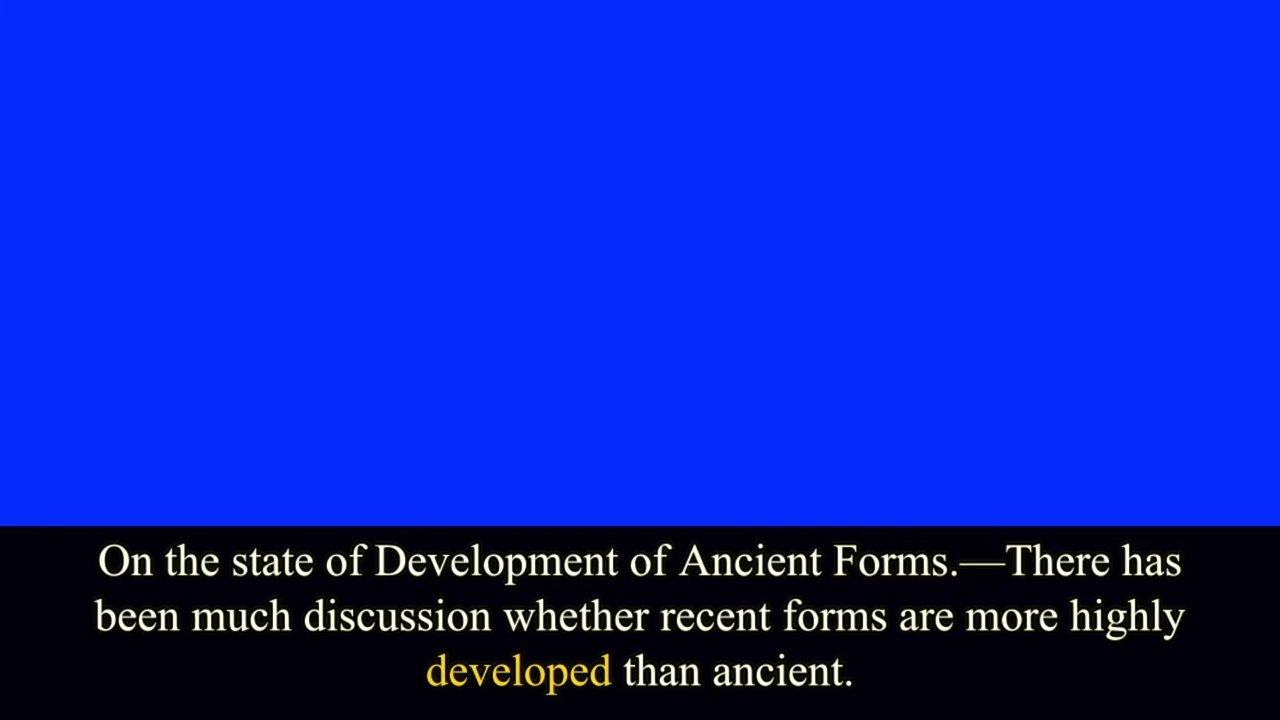 On the state of Development of Ancient Forms.—There has
been much discussion whether recent forms are more highly
developed than ancient.